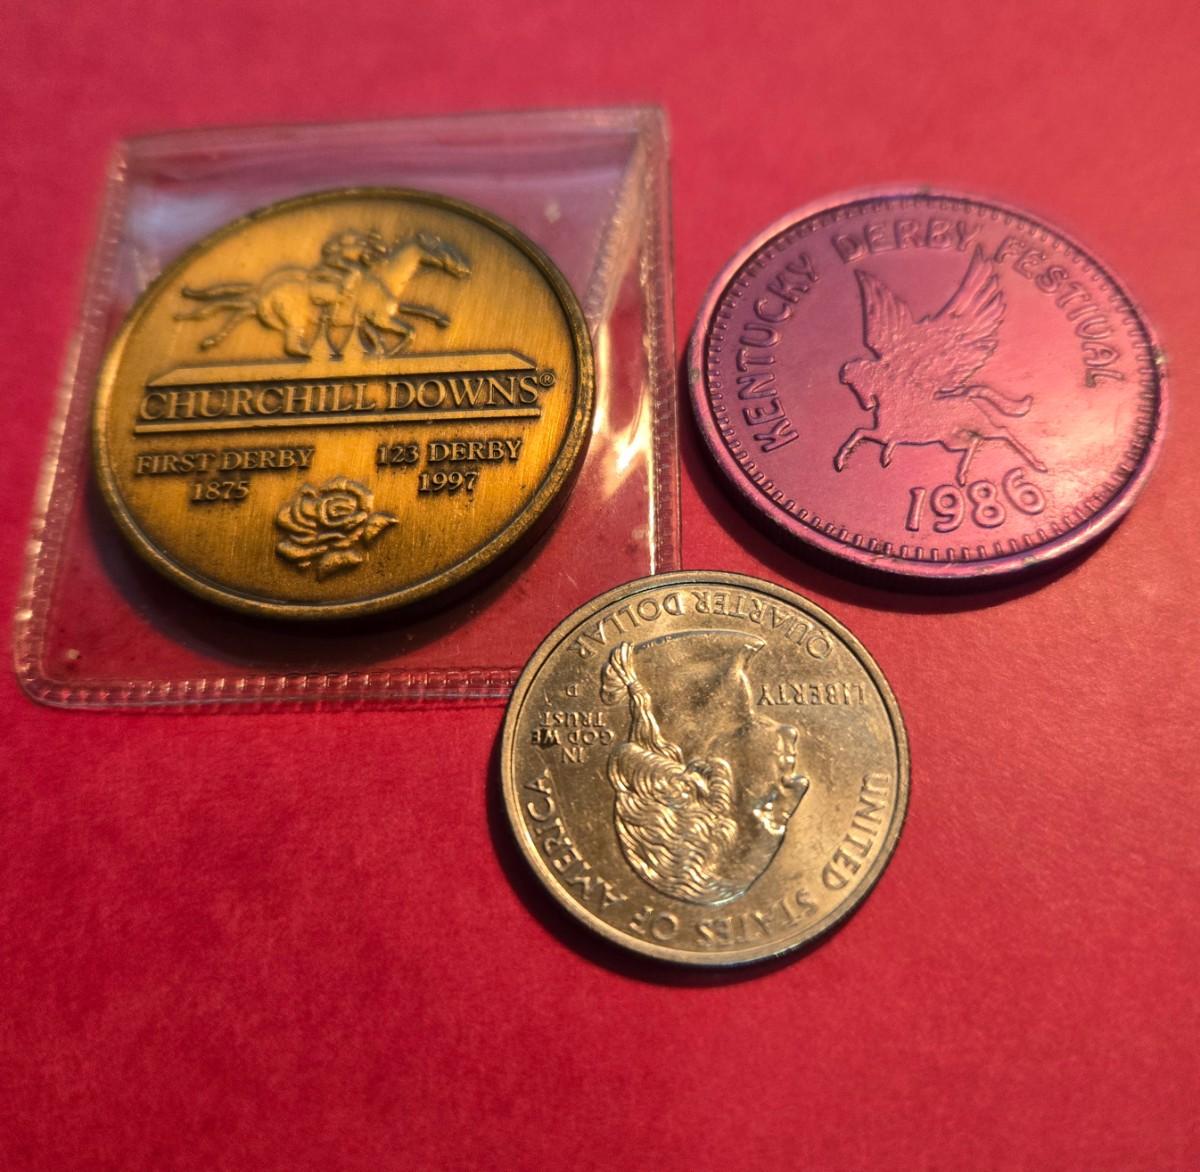 CHURCHILL DOWNS®
FIRST DERBY
1875
123 DERBY
1997
KENTUCKY DERBY FESTIVAL
1986
UNITED STATES OF AMERICA
LIBERTY
IN
GOD WE
TRUST
D
QUARTER DOLLAR